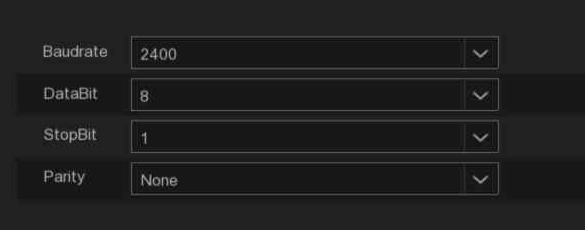 Baudrate 2400
DataBit 8
StopBit 1
Parity None